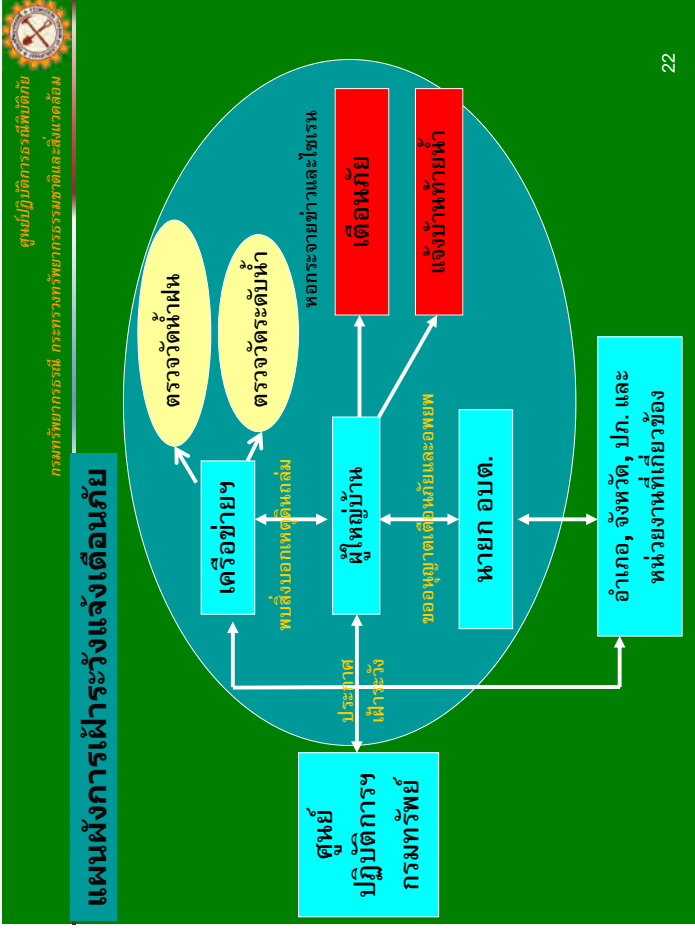 ศูนย์ปฏิบัติการธรณีพิบัติภัย
กรมทรัพยากรธรณี กระทรวงทรัพยากรธรรมชาติและสิ่งแวดล้อม
แผนผังการเฝ้าระวังแจ้งเตือนภัย
ตรวจวัดน้ำฝน
ตรวจวัดระดับน้ำ
เครือข่ายฯ
พบสิ่งบอกเหตุดินถล่ม
หอกระจายข่าวและไซเรน
เตือนภัย
แจ้งบ้านท้ายน้ำ
ศูนย์
ปฏิบัติการฯ
กรมทรัพย์
ประกาศ
เฝ้าระวัง
ผู้ใหญ่บ้าน
ขออนุญาตเตือนภัยและอพยพ
นายก อบต.
อำเภอ, จังหวัด, ปภ. และ
หน่วยงานที่เกี่ยวข้อง
22